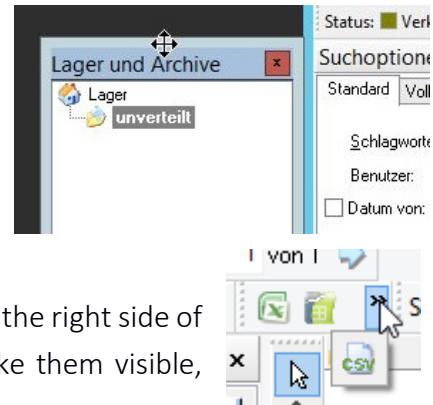 Status: Verk
Lager und Archive
x
Suchoptione
Lager
unverteilt
Standard
Voll
Schlagworte
Benutzer:
Datum von:
von 1
the right side of
ke them visible,
S
x
csv